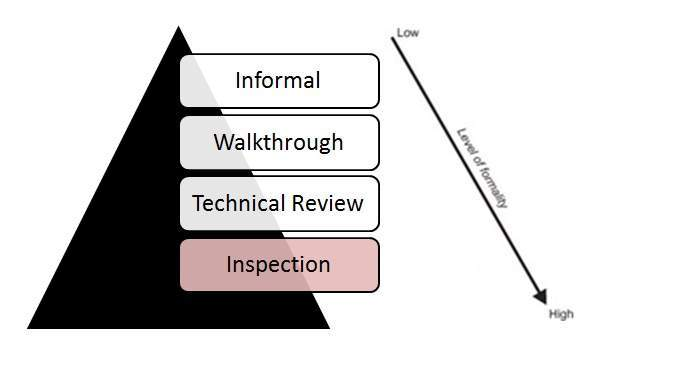 Low
Informal
Walkthrough
Level of formality
Technical Review
Inspection
High